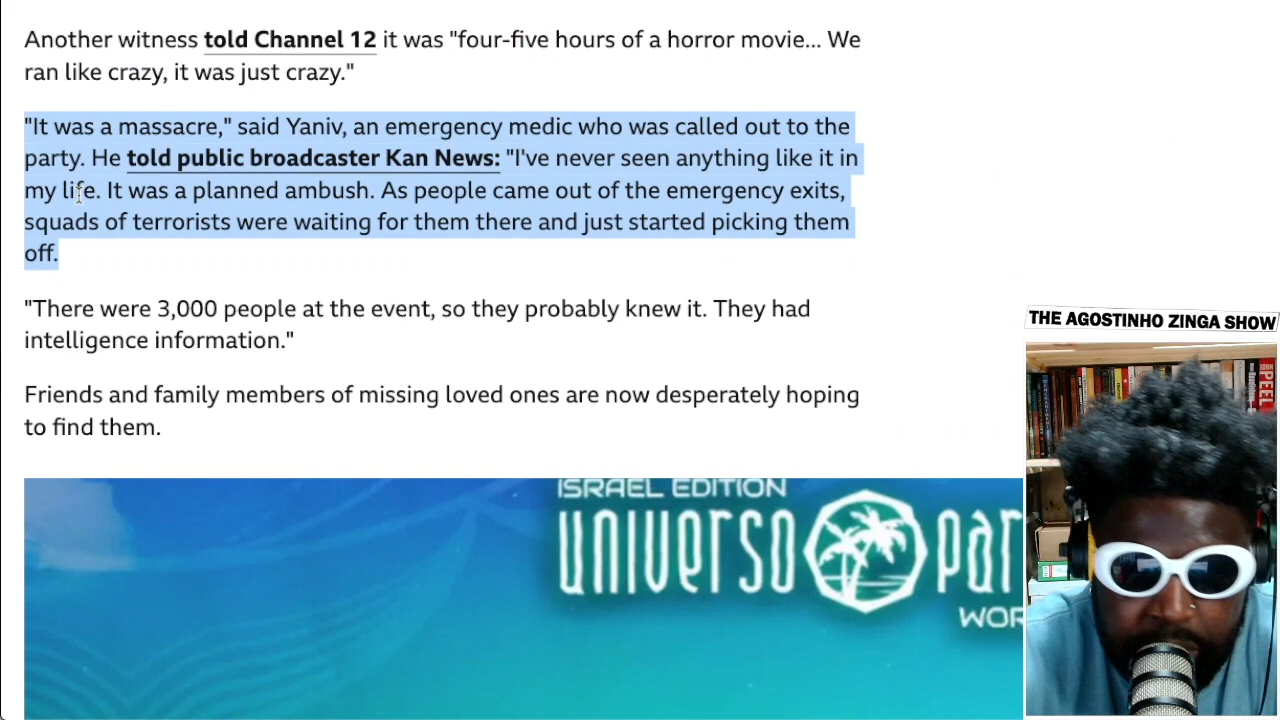 Another witness told Channel 12 it was "four-five hours of a horror movie... We
ran like crazy, it was just crazy."
"It was a massacre," said Yaniv, an emergency medic who was called out to the
party. He told public broadcaster Kan News: "I've never seen anything like it in
my life. It was a planned ambush. As people came out of the emergency exits,
squads of terrorists were waiting for them there and just started picking them
off.
"There were 3,000 people at the event, so they probably knew it. They had
intelligence information."
Friends and family members of missing loved ones are now desperately hoping
to find them.
ISRAEL EDITION
universo par
WOR
THE AGOSTINHO ZINGA SHOW
PEEL